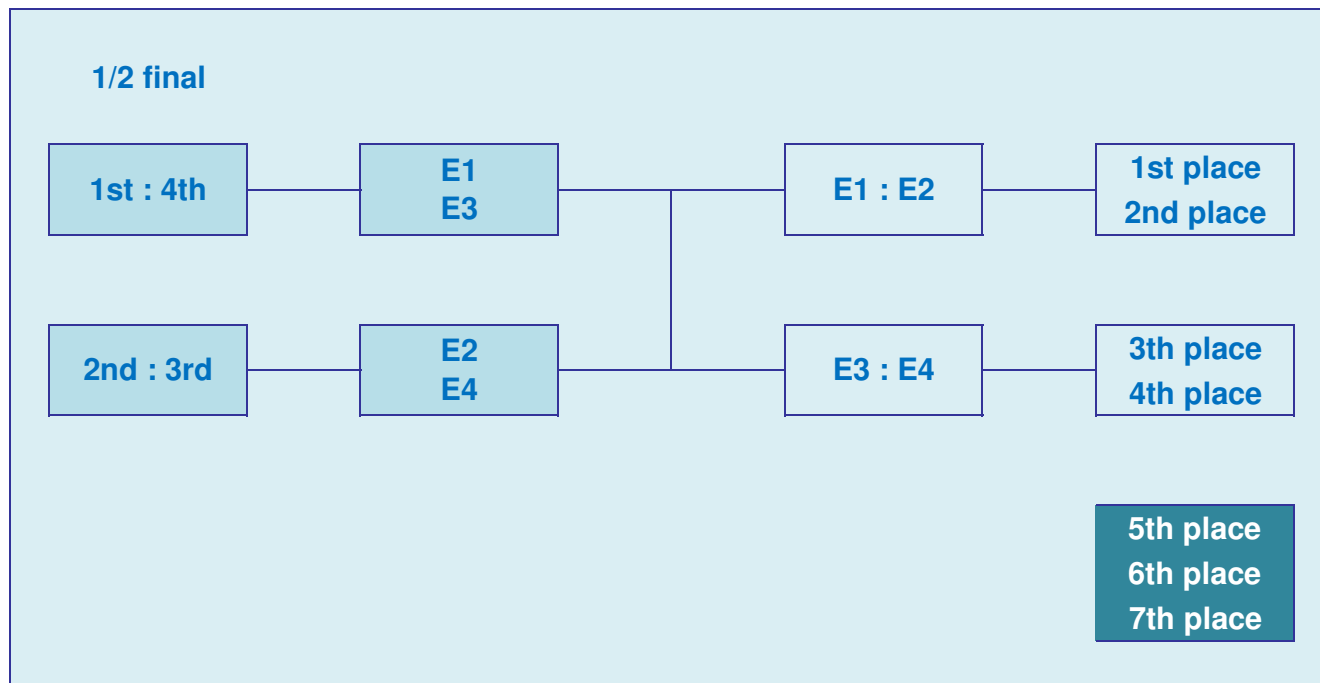 1/2 final
1st : 4th
E1
E3
E1 : E2
1st place
2nd place
2nd : 3rd
E2
E4
E3 : E4
3th place
4th place
5th place
6th place
7th place